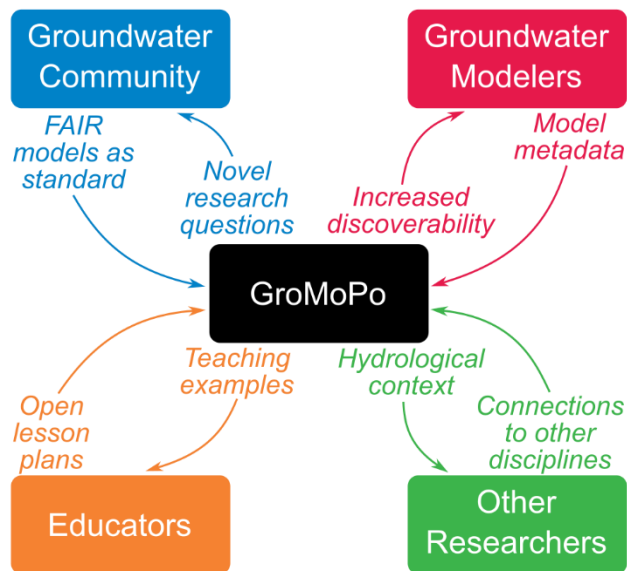 Groundwater
Community
Groundwater
Modelers
FAIR
models as
standard
Novel
research
questions
Increased
discoverability
Model
metadata
GroMoPo
Open
lesson
plans
Teaching
examples
Hydrological
context
Connections
to other
disciplines
Educators
Other
Researchers